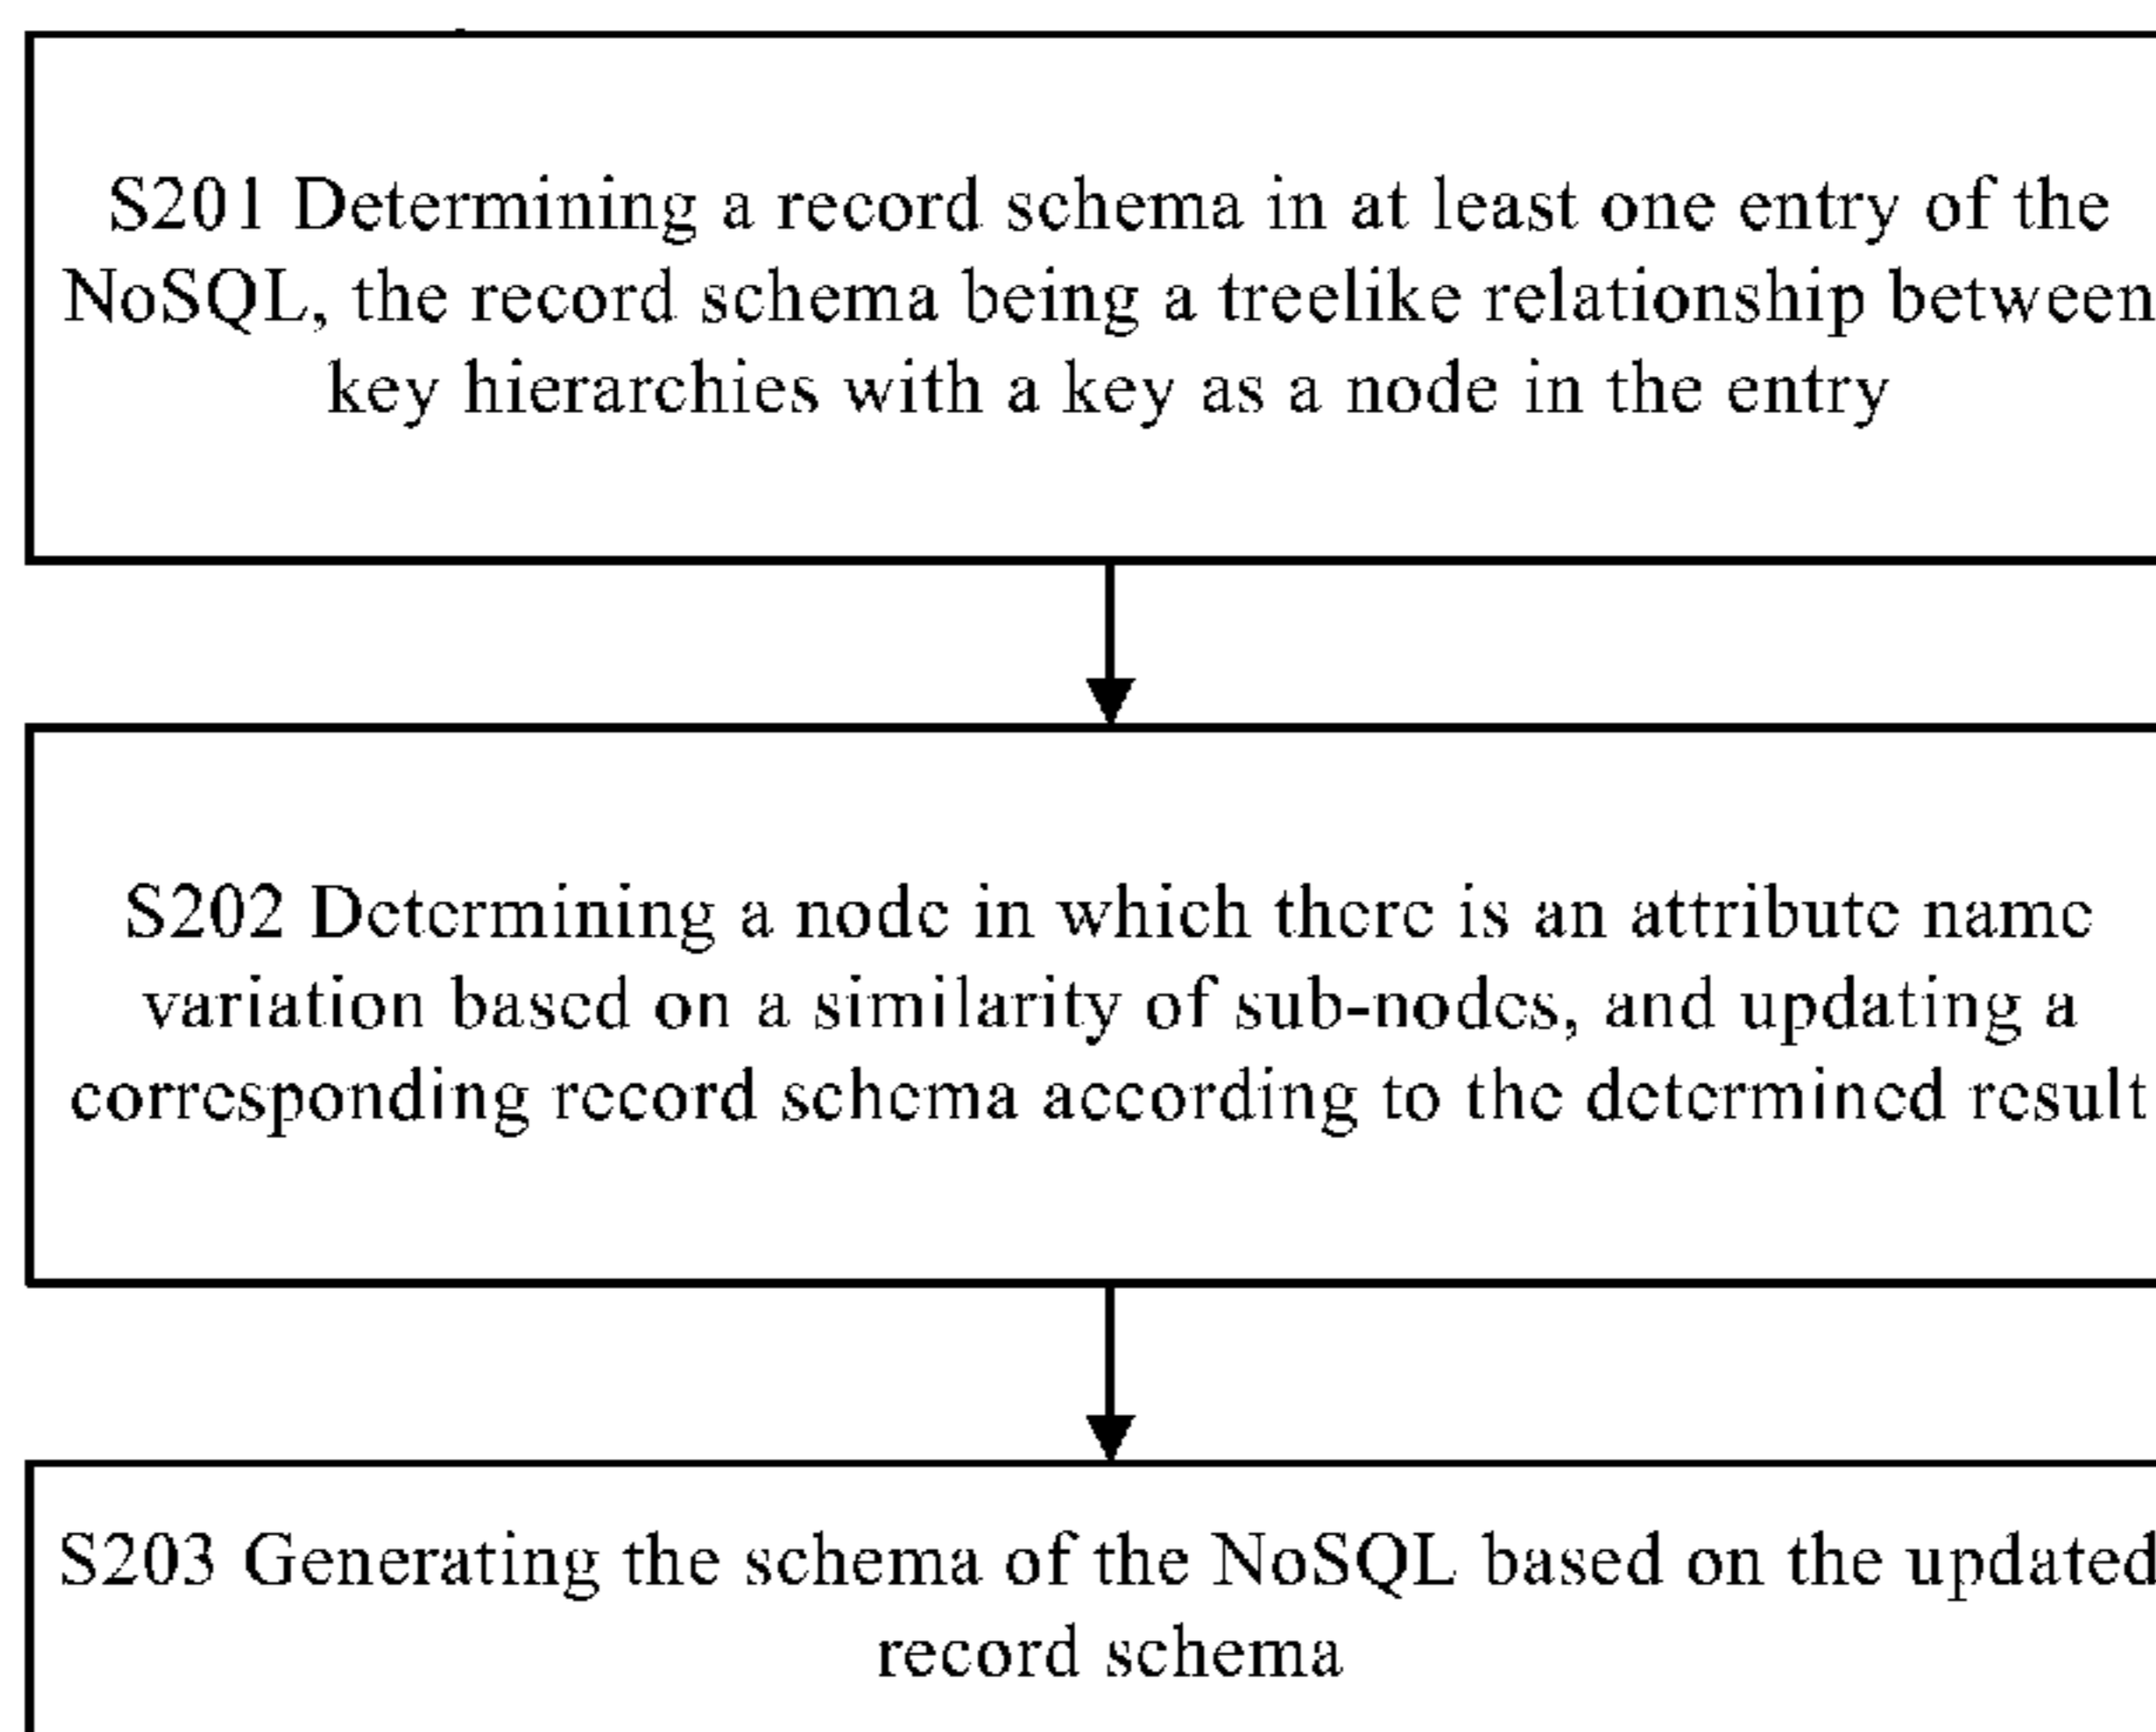 S201 Determining a record schema in at least one entry of the
NoSQL, the record schema being a treelike relationship between
key hierarchies with a key as a node in the entry
S202 Determining a node in which there is an attribute name
variation based on a similarity of sub-nodes, and updating a
corresponding record schema according to the determined result
S203 Generating the schema of the NoSQL based on the updated
record schema